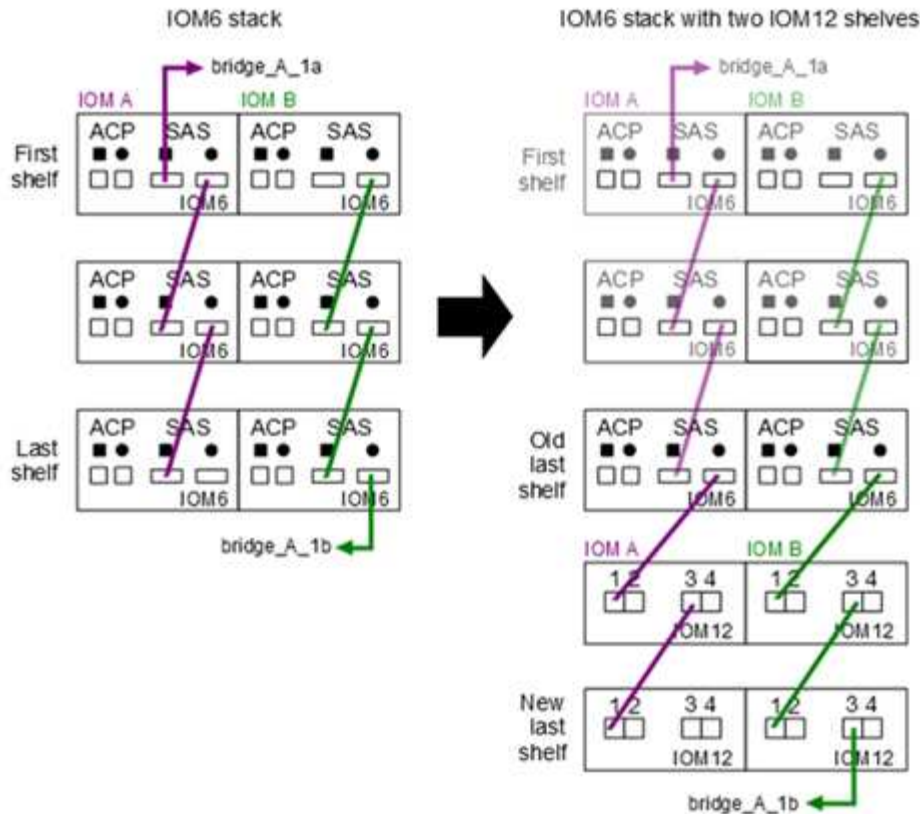 IOM6 stack
bridge_A_1a
IOM A IOM B
First shelf
ACP SAS ACP SAS
IOM6 IOM6
ACP SAS ACP SAS
IOM6 IOM6
Last shelf
ACP SAS ACP SAS
IOM6 IOM6
bridge_A_1b
IOM6 stack with two IOM12 shelves
bridge_A_1a
IOM A IOM B
First shelf
ACP SAS ACP SAS
IOM6 IOM6
ACP SAS ACP SAS
IOM6 IOM6
Old last shelf
ACP SAS ACP SAS
IOM6 IOM6
IOM A IOM B
1 2 3 4 1 2 3 4
IOM12 IOM12
New last shelf
1 2 3 4 1 2 3 4
IOM12 IOM12
bridge_A_1b